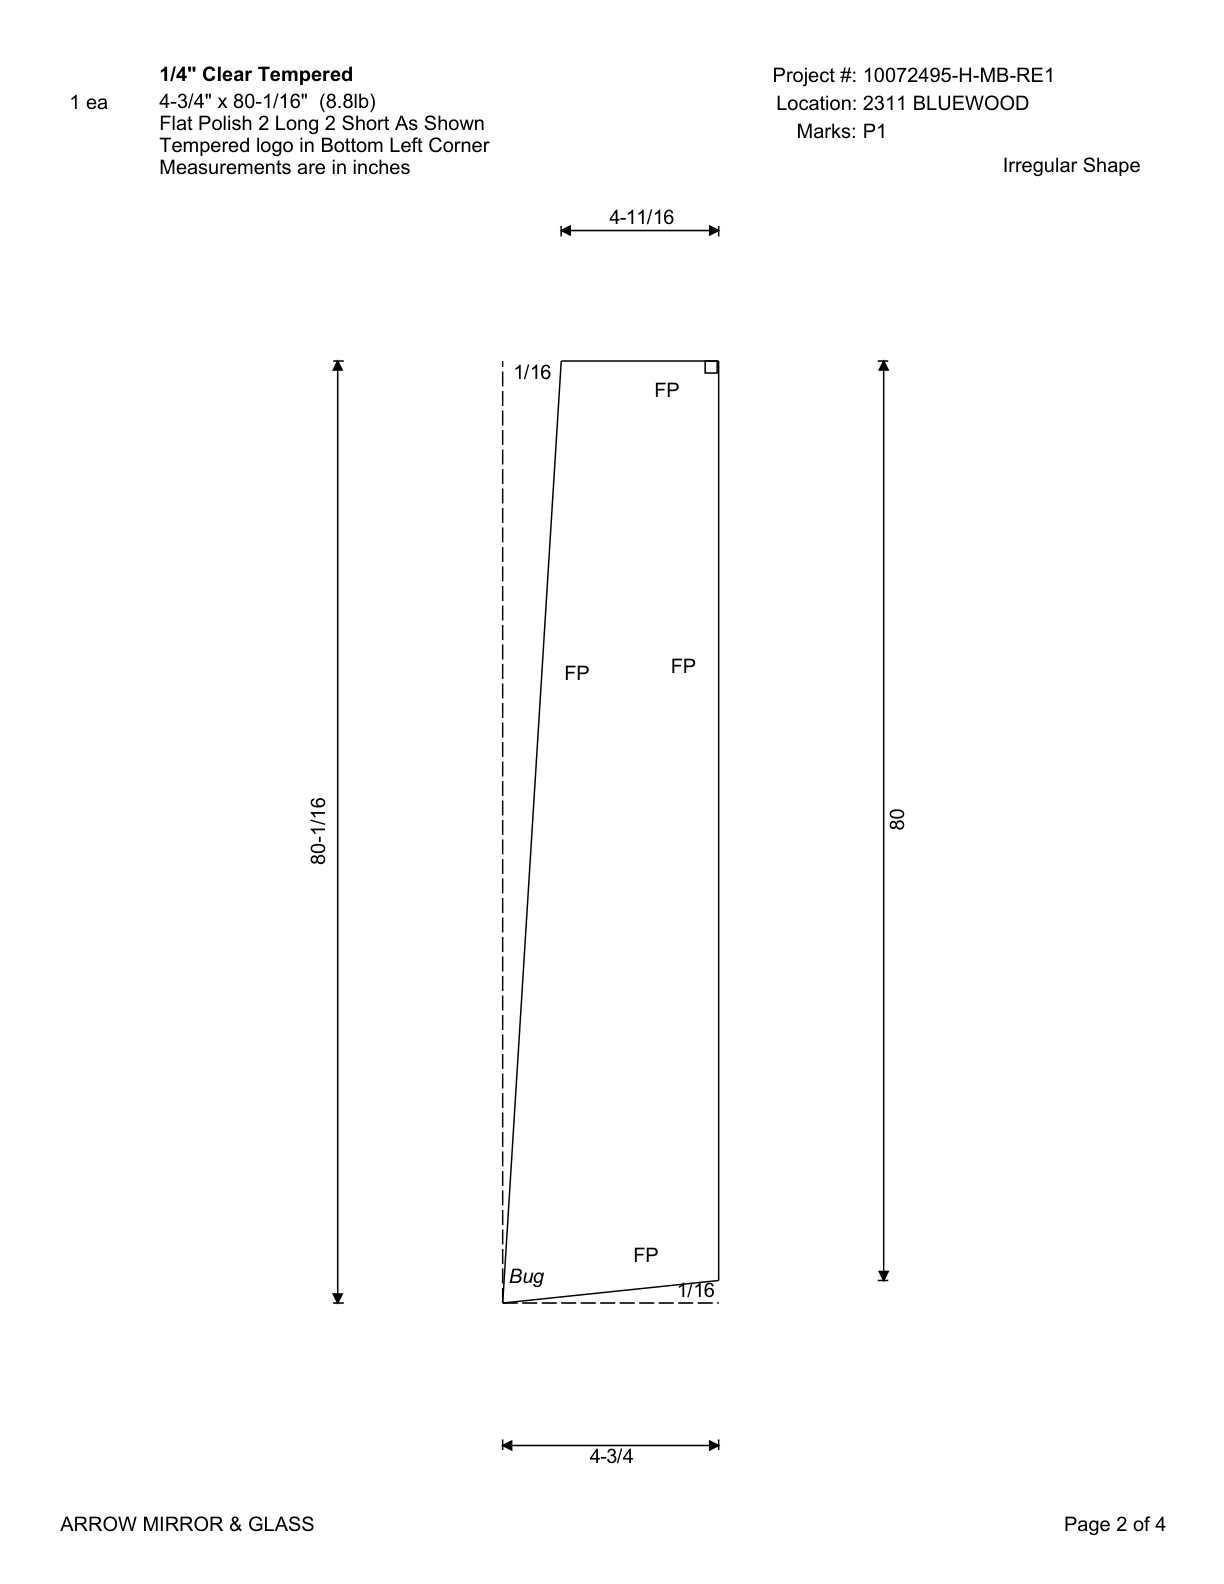 1/4" Clear Tempered
1 ea
4-3/4" x 80-1/16"  (8.8lb)
Flat Polish 2 Long 2 Short As Shown
Tempered logo in Bottom Left Corner
Measurements are in inches
Project #: 10072495-H-MB-RE1
Location: 2311 BLUEWOOD
Marks: P1
Irregular Shape
4-11/16
1/16
FP
FP
FP
80-1/16
80
FP
Bug
1/16
4-3/4
ARROW MIRROR & GLASS
Page 2 of 4